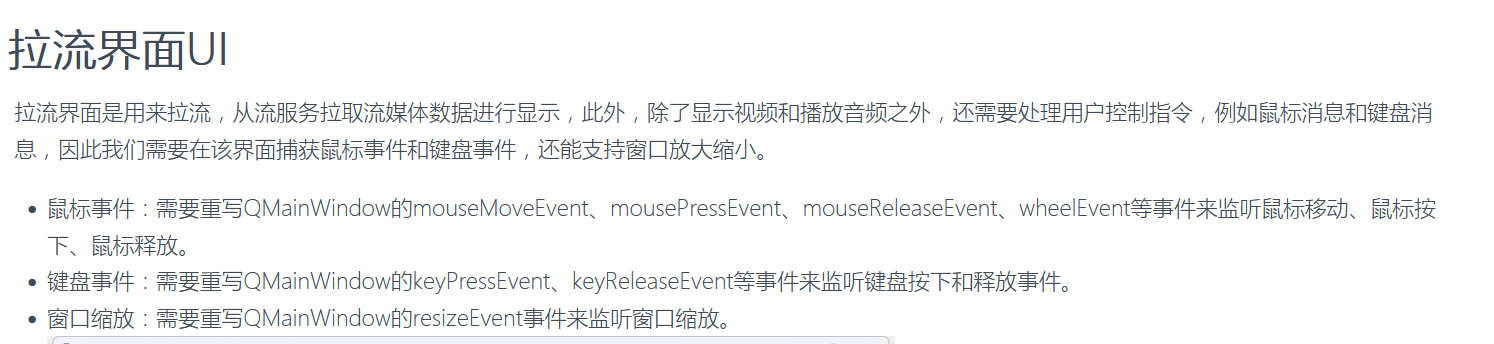 拉流界面UI
拉流界面是用来拉流，从流服务拉取流媒体数据进行显示，此外，除了显示视频和播放音频之外，还需要处理用户控制指令，例如鼠标消息和键盘消
息，因此我们需要在该界面捕获鼠标事件和键盘事件，还能支持窗口放大缩小。
• 鼠标事件：需要重写QMainWindow的mouseMoveEvent、mousePressEvent、mouseReleaseEvent、wheelEvent等事件来监听鼠标移动、鼠标按
下、鼠标释放。
• 键盘事件：需要重写QMainWindow的keyPressEvent、keyReleaseEvent等事件来监听键盘按下和释放事件。
• 窗口缩放：需要重写QMainWindow的resizeEvent事件来监听窗口缩放。